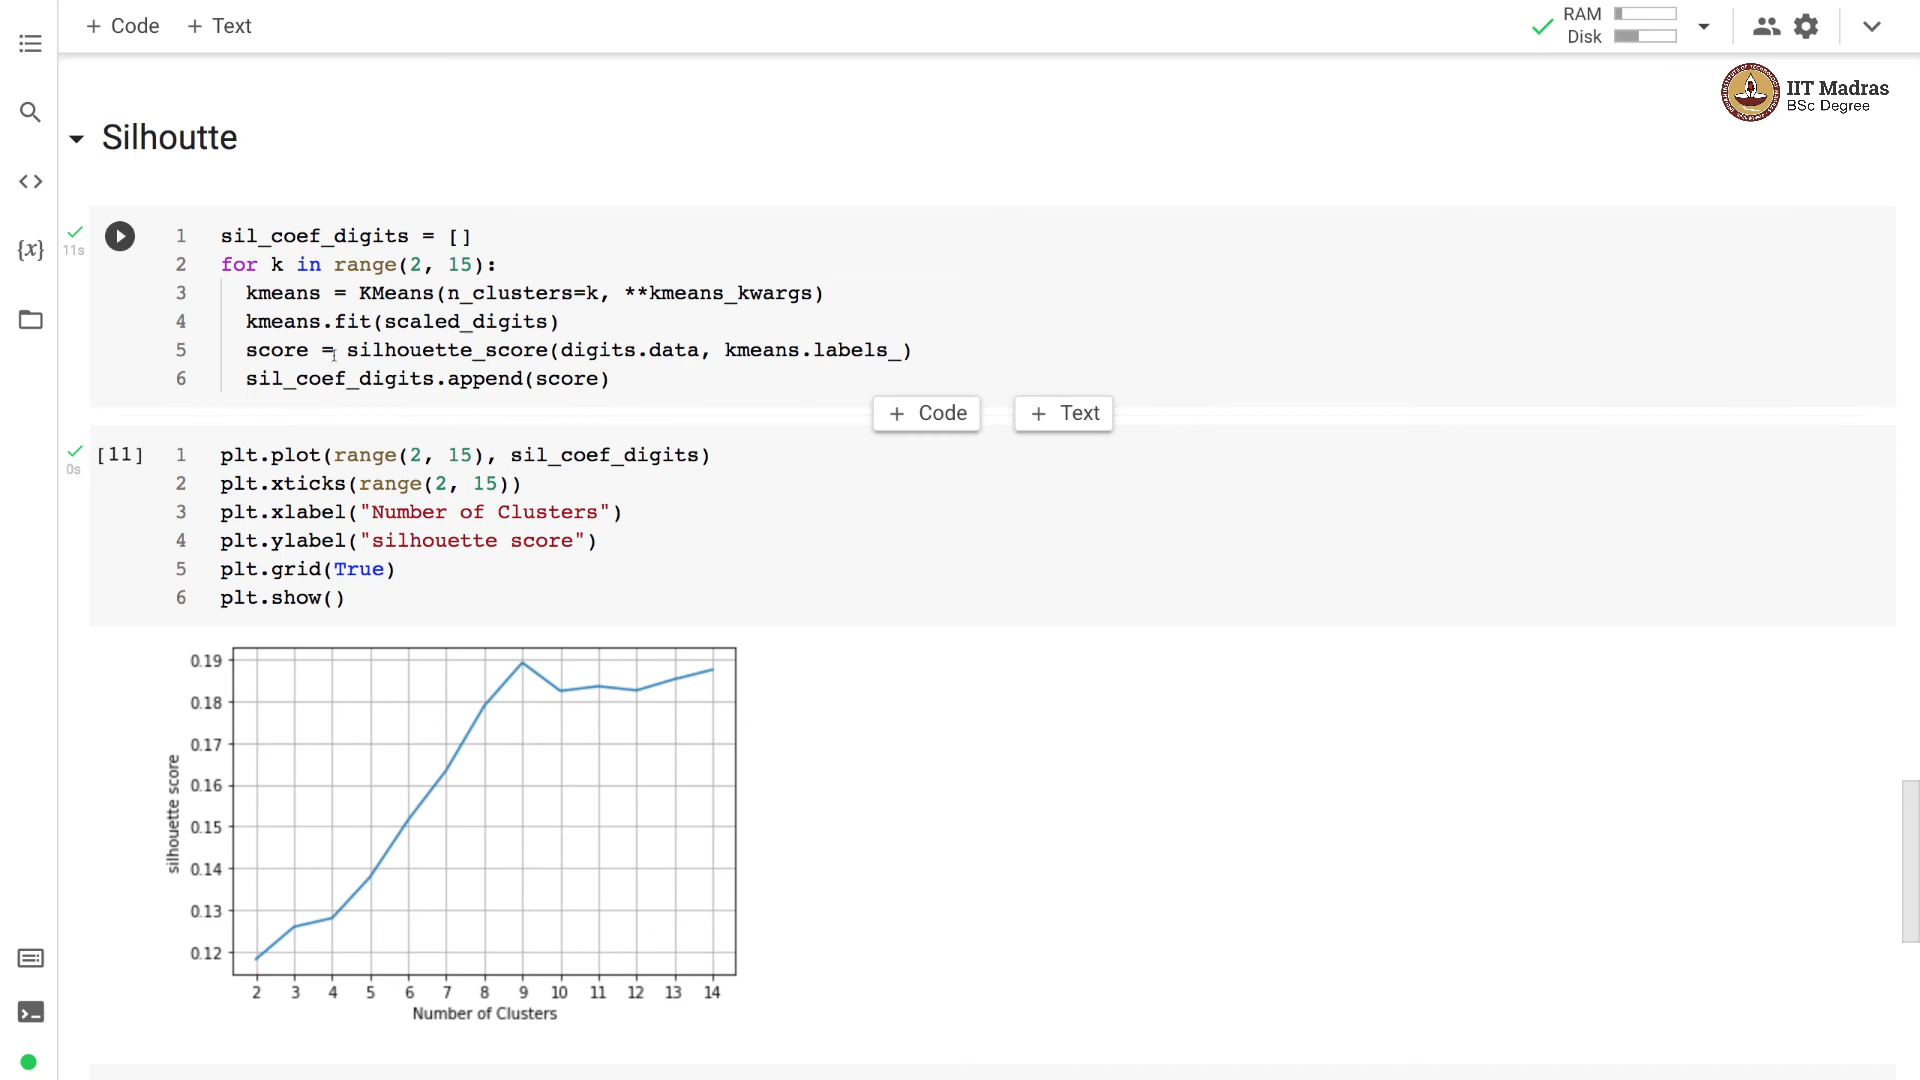 + Code + Text
RAM
Disk
IIT Madras
BSc Degree
Silhoutte
{x}
11s
1 sil_coef_digits = []
2 for k in range(2, 15):
3 kmeans = KMeans(n_clusters=k, **kmeans_kwargs)
4 kmeans.fit(scaled_digits)
5 score = silhouette_score(digits.data, kmeans.labels_)
6 sil_coef_digits.append(score)
+ Code + Text
0s
[11] 1 plt.plot(range(2, 15), sil_coef_digits)
2 plt.xticks(range(2, 15))
3 plt.xlabel("Number of Clusters")
4 plt.ylabel("silhouette score")
5 plt.grid(True)
6 plt.show()
0.19
0.18
0.17
0.16
0.15
0.14
0.13
0.12
silhouette score
2 3 4 5 6 7 8 9 10 11 12 13 14
Number of Clusters